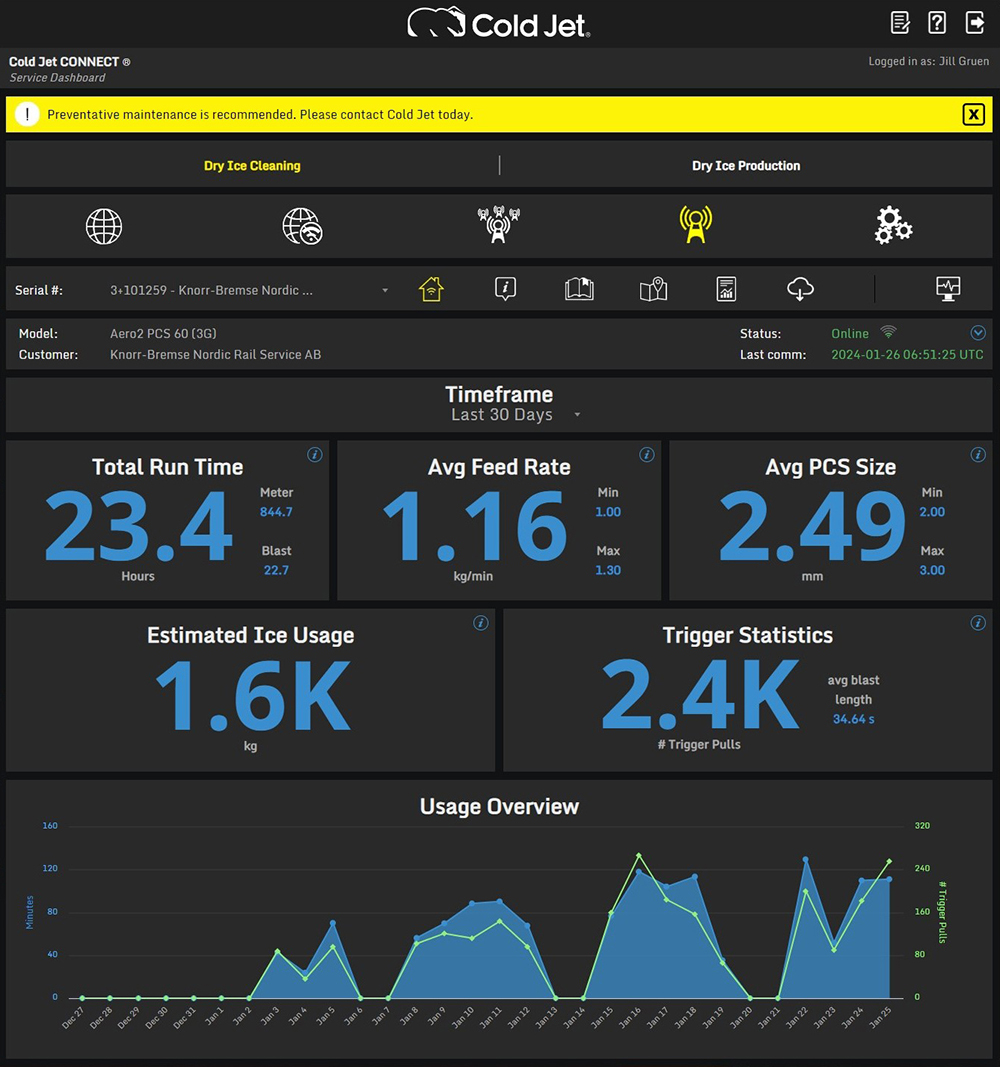 Cold Jet®
Cold Jet CONNECT ®
Logged in as: Jill Gruen
Service Dashboard
! Preventative maintenance is recommended. Please contact Cold Jet today. X
Dry Ice Cleaning | Dry Ice Production
Serial #: 3+101259 - Knorr-Bremse Nordic ...
Model: Aero2 PCS 60 (3G) Status: Online
Customer: Knorr-Bremse Nordic Rail Service AB Last comm: 2024-01-26 06:51:25 UTC
Timeframe
Last 30 Days
Total Run Time
23.4
Hours
Meter
844.7
Blast
22.7
Avg Feed Rate
1.16
kg/min
Min
1.00
Max
1.30
Avg PCS Size
2.49
mm
Min
2.00
Max
3.00
Estimated Ice Usage
1.6K
kg
Trigger Statistics
2.4K
# Trigger Pulls
avg blast
length
34.64 s
Usage Overview
160
120
80
40
0
Minutes
320
240
160
80
0
# Trigger Pulls
Dec 27 Dec 28 Dec 29 Dec 30 Dec 31 Jan 1 Jan 2 Jan 3 Jan 4 Jan 5 Jan 6 Jan 7 Jan 8 Jan 9 Jan 10 Jan 11 Jan 12 Jan 13 Jan 14 Jan 15 Jan 16 Jan 17 Jan 18 Jan 19 Jan 20 Jan 21 Jan 22 Jan 23 Jan 24 Jan 25